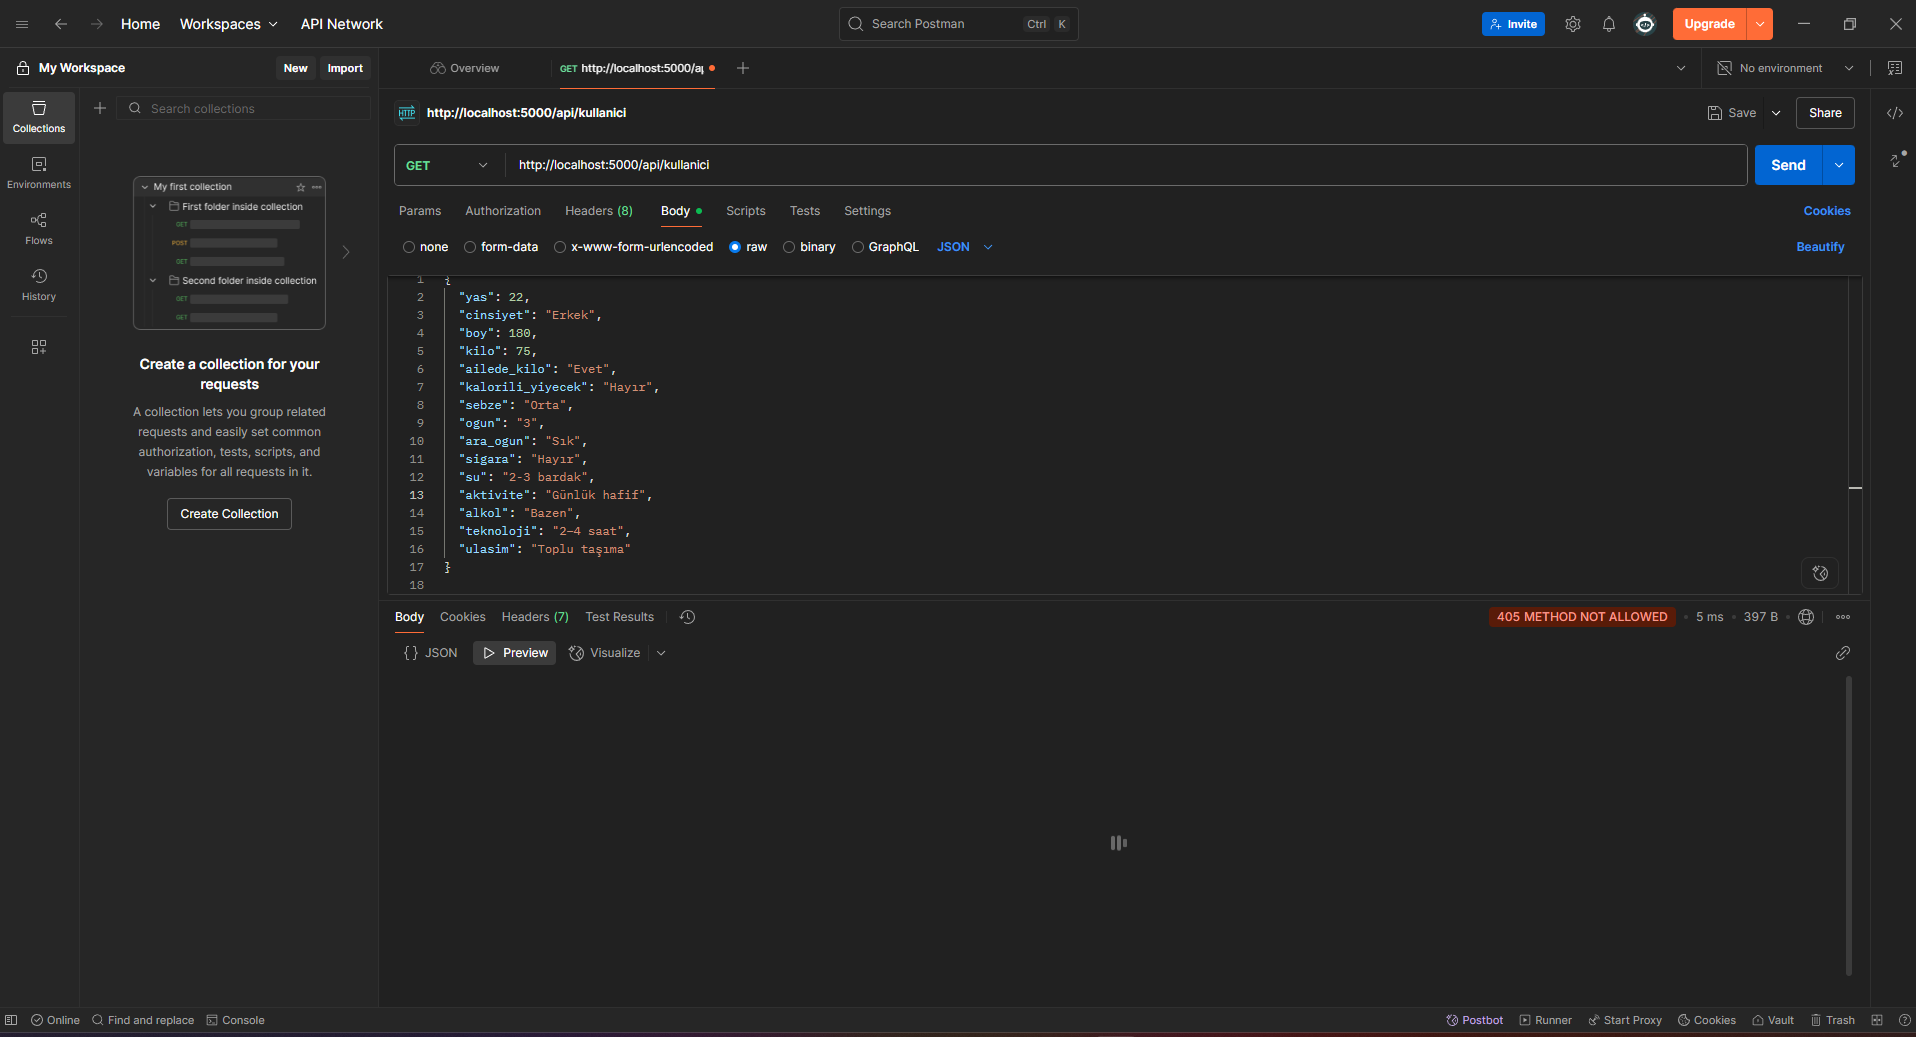 Home
Workspaces
API Network
Search Postman
Ctrl
K
Invite
Upgrade
My Workspace
New
Import
Overview
GET http://localhost:5000/a
No environment
Collections
Search collections
http://localhost:5000/api/kullanici
Save
Share
Environments
Flows
History
GET
http://localhost:5000/api/kullanici
Send
Params
Authorization
Headers (8)
Body
Scripts
Tests
Settings
Cookies
none
form-data
x-www-form-urlencoded
raw
binary
GraphQL
JSON
Beautify
My first collection
First folder inside collection
GET
POST
GET
Second folder inside collection
GET
GET
Create a collection for your
requests
A collection lets you group related
requests and easily set common
authorization, tests, scripts, and
variables for all requests in it.
Create Collection
1 {
2 "yas": 22,
3 "cinsiyet": "Erkek",
4 "boy": 180,
5 "kilo": 75,
6 "ailede_kilo": "Evet",
7 "kalorili_yiyecek": "Hayır",
8 "sebze": "Orta",
9 "ogun": "3",
10 "ara_ogun": "Sık",
11 "sigara": "Hayır",
12 "su": "2-3 bardak",
13 "aktivite": "Günlük hafif",
14 "alkol": "Bazen",
15 "teknoloji": "2–4 saat",
16 "ulasim": "Toplu taşıma"
17 }
18
Body
Cookies
Headers (7)
Test Results
405 METHOD NOT ALLOWED
5 ms
397 B
{} JSON
Preview
Visualize
Online
Find and replace
Console
Postbot
Runner
Start Proxy
Cookies
Vault
Trash